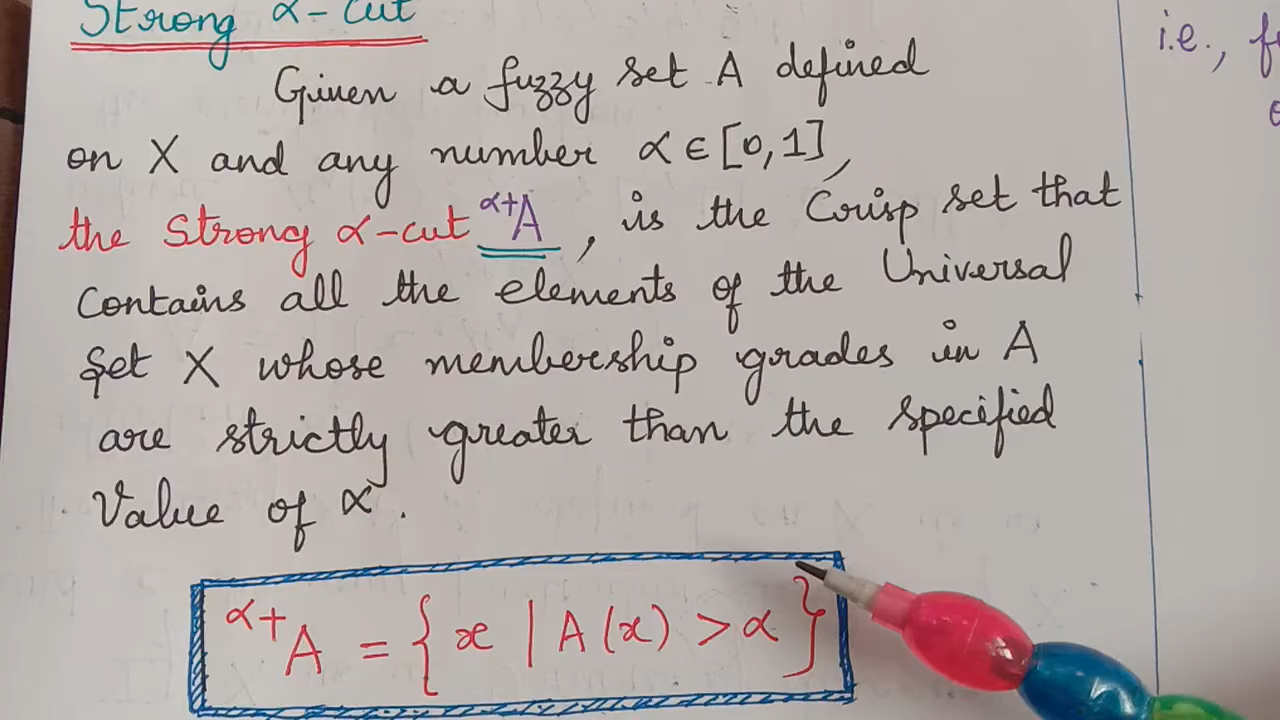 Strong α-cut
Given a fuzzy set A defined
on X and any number α ∈ [0,1],
the Strong α-cut ᵅ⁺A, is the Crisp set that
Contains all the elements of the Universal
Set X whose membership grades in A
are strictly greater than the specified
Value of α.
ᵅ⁺A = { x | A(x) > α }
i.e.,